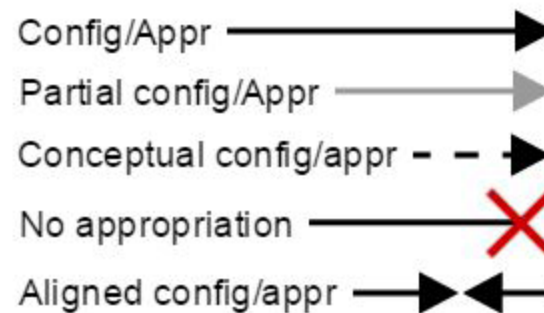 Config/Appr
Partial config/Appr
Conceptual config/appr
No appropriation
Aligned config/appr